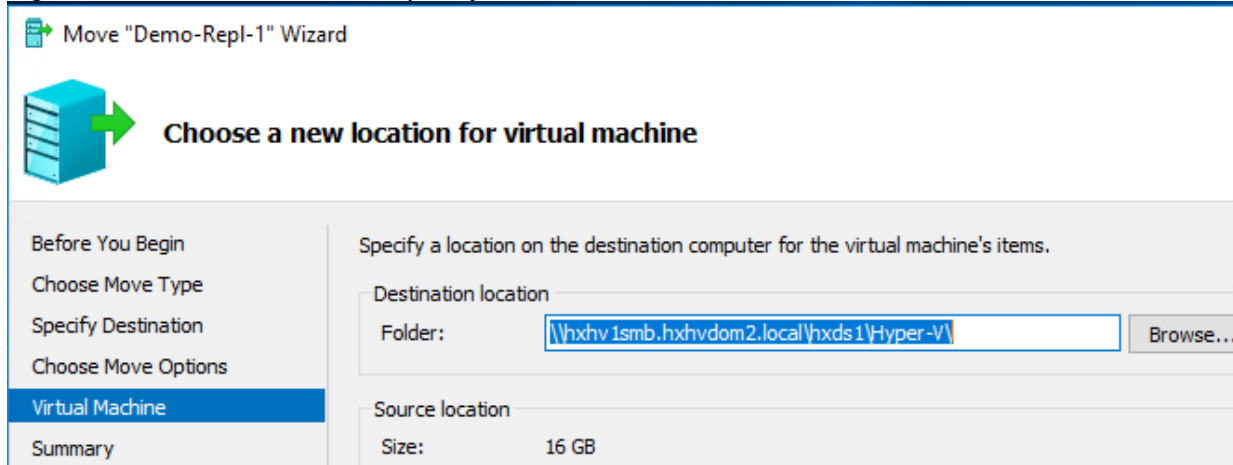 Move "Demo-Repl-1" Wizard
Choose a new location for virtual machine
Before You Begin
Choose Move Type
Specify Destination
Choose Move Options
Virtual Machine
Summary
Specify a location on the destination computer for the virtual machine's items.
Destination location
Folder: \\hxhv1smb.hxhvdom2.local\hxds1\Hyper-V\ Browse...
Source location
Size: 16 GB